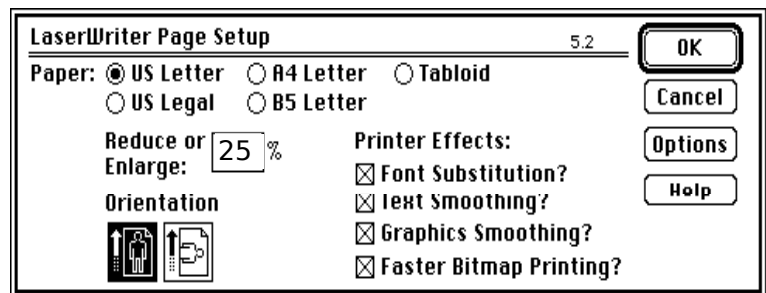 LaserWriter Page Setup 5.2 OK
Paper: US Letter A4 Letter Tabloid
US Legal B5 Letter Cancel
Reduce or Enlarge: 25 %
Printer Effects: Options
Font Substitution?
Help
Orientation Text Smoothing?
Graphics Smoothing?
Faster Bitmap Printing?